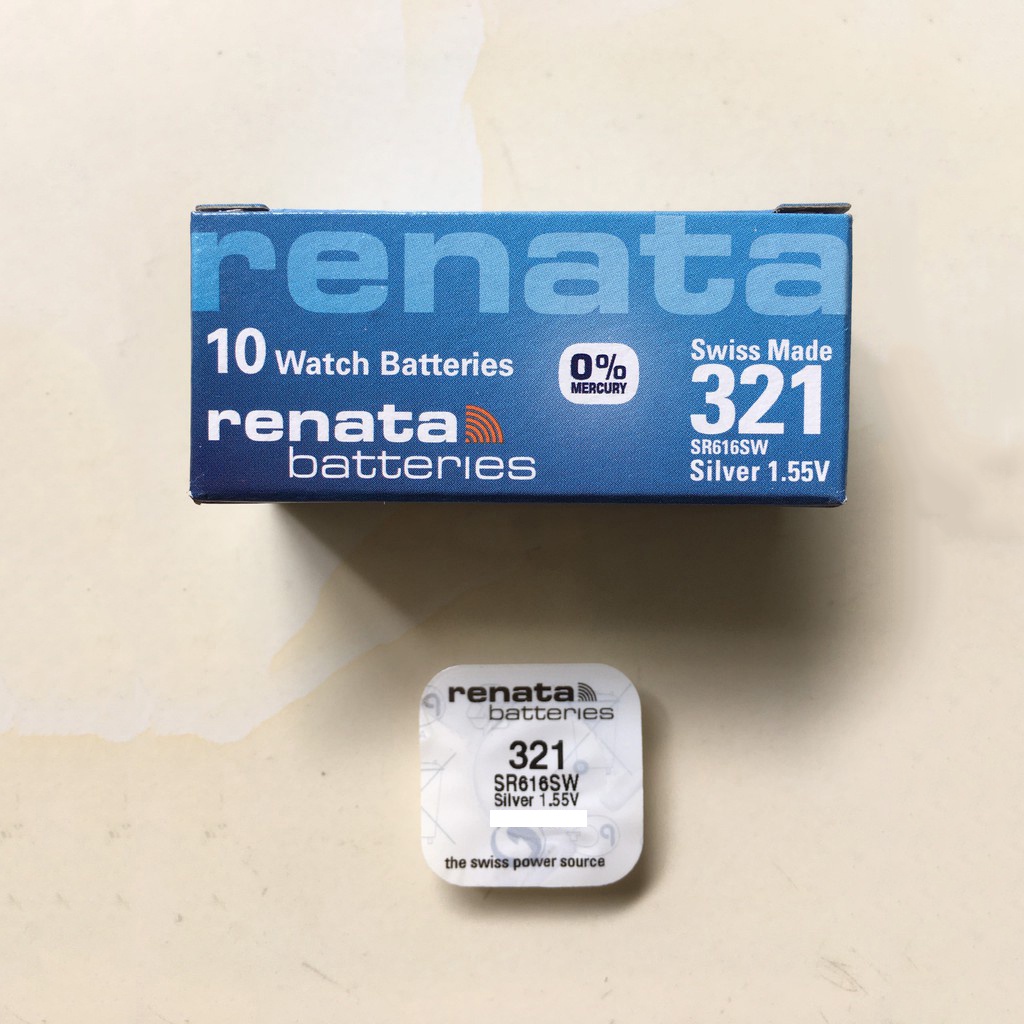 renata
10 Watch Batteries
renata
batteries
0%
MERCURY
Swiss Made
321
SR616SW
Silver 1.55V
renata
batteries
321
SR616SW
Silver 1.55V
the swiss power source